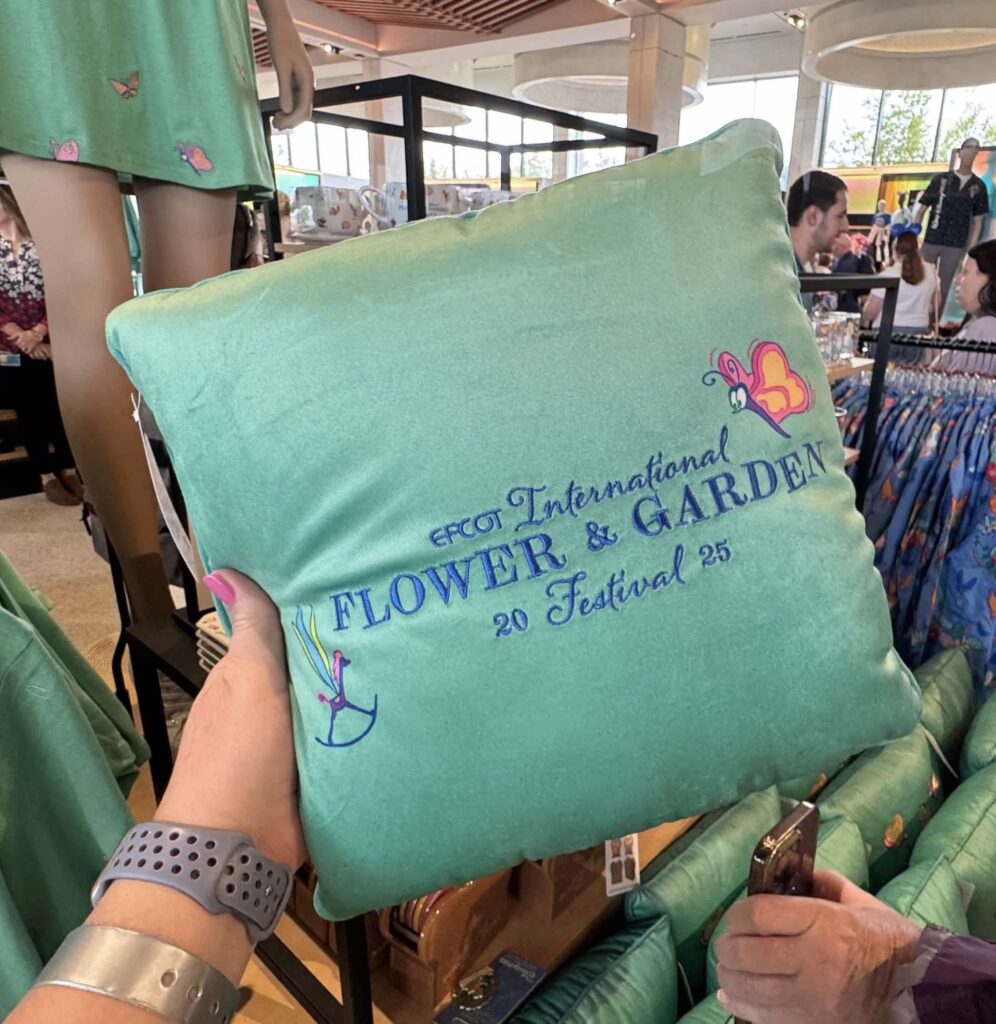 EPCOT International
FLOWER & GARDEN
20 Festival 25